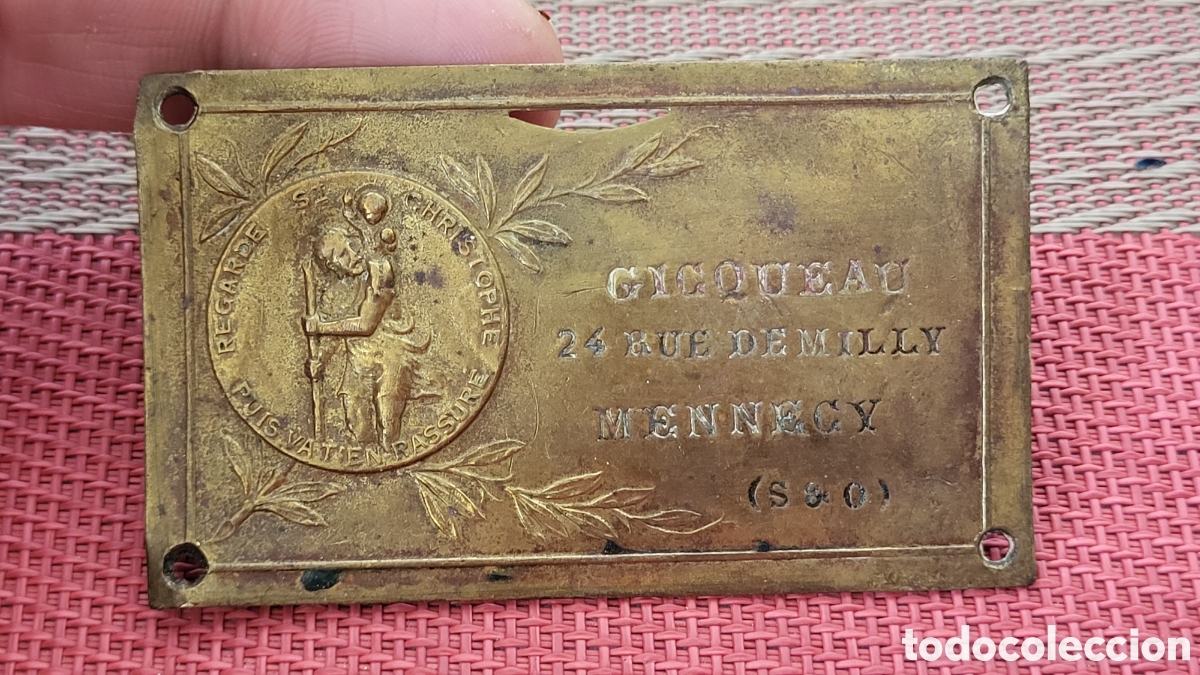 REGARDE ST CHRISTOPHE
PUIS VA T'EN RASSURÉ
GICQUEAU
24 RUE DE MILLY
MENNECY
(S & O)
todocoleccion